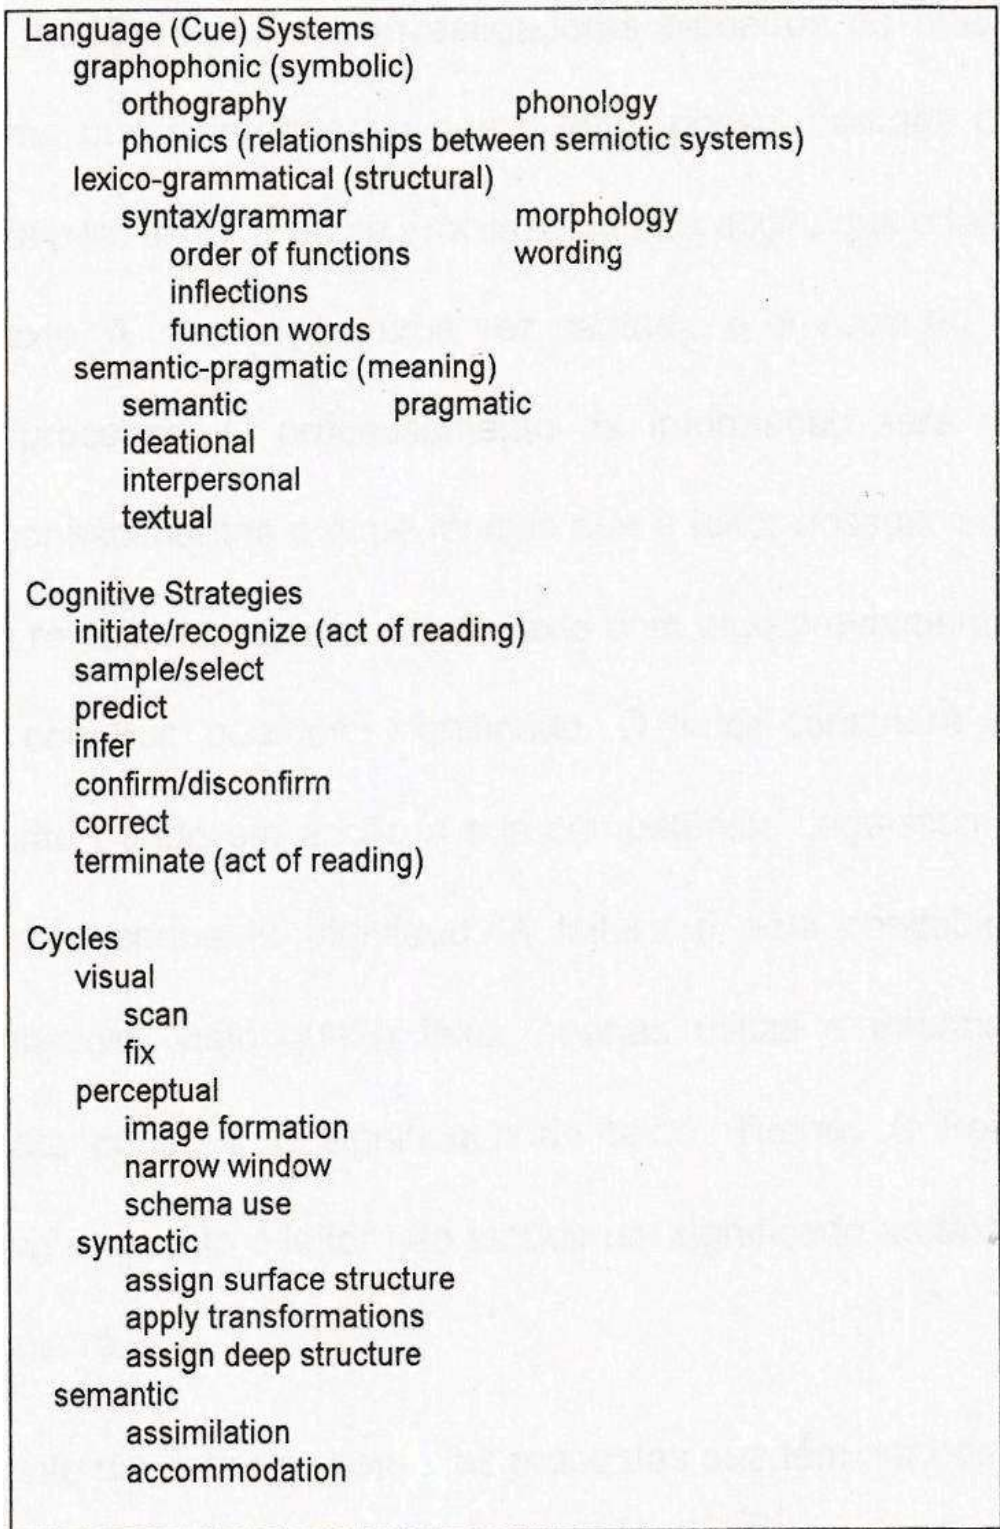 Language (Cue) Systems
graphophonic (symbolic)
orthography phonology
phonics (relationships between semiotic systems)
lexico-grammatical (structural)
syntax/grammar morphology
order of functions wording
inflections
function words
semantic-pragmatic (meaning)
semantic pragmatic
ideational
interpersonal
textual
Cognitive Strategies
initiate/recognize (act of reading)
sample/select
predict
infer
confirm/disconfirm
correct
terminate (act of reading)
Cycles
visual
scan
fix
perceptual
image formation
narrow window
schema use
syntactic
assign surface structure
apply transformations
assign deep structure
semantic
assimilation
accommodation